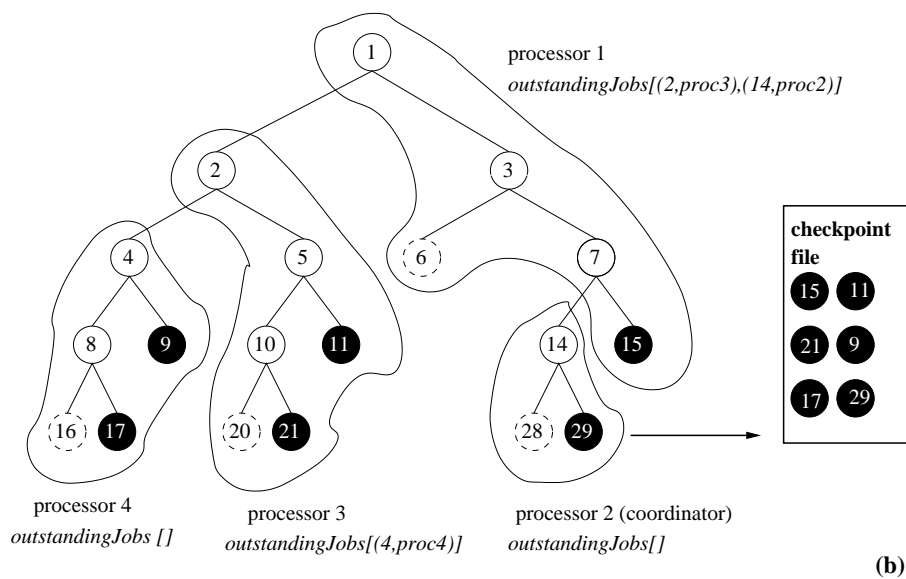 1
processor 1
outstandingJobs[(2,proc3),(14,proc2)]
2
3
4
5
6
7
checkpoint
file
15 11
21 9
17 29
8
9
10
11
14
15
16
17
20
21
28
29
processor 4
outstandingJobs []
processor 3
outstandingJobs[(4,proc4)]
processor 2 (coordinator)
outstandingJobs[]
(b)